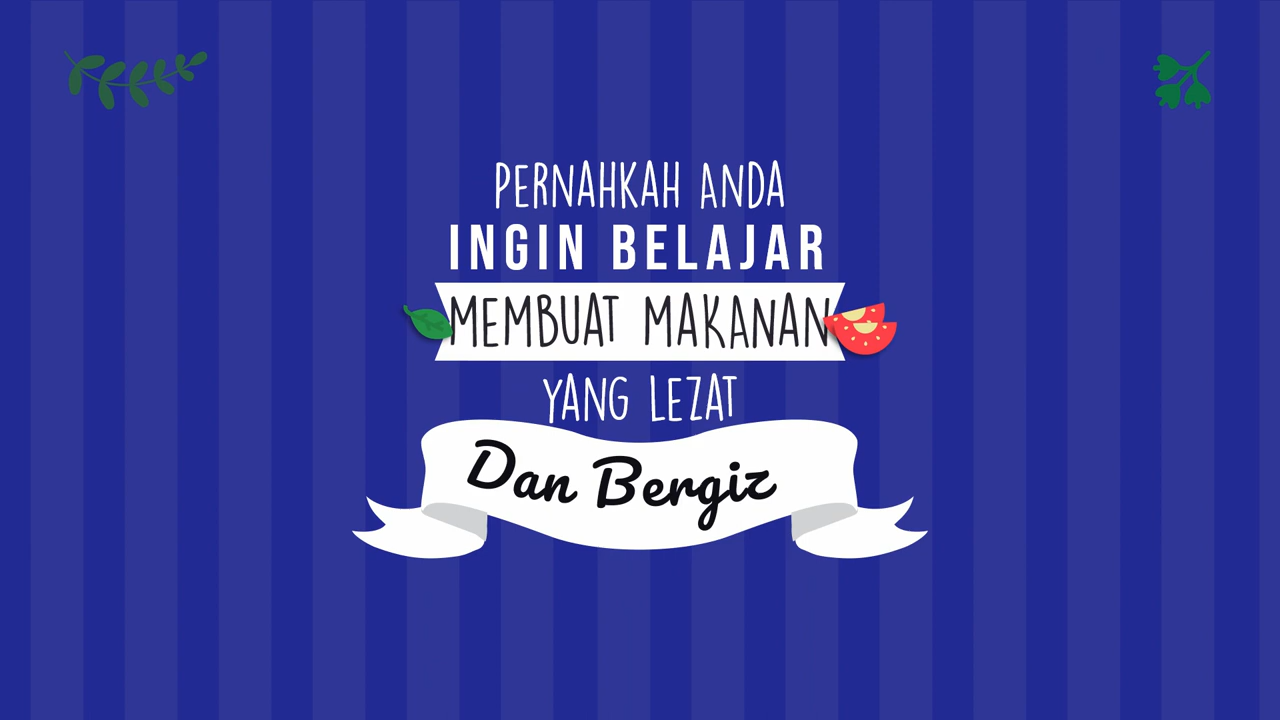 PERNAHKAH ANDA
INGIN BELAJAR
MEMBUAT MAKANAN
YANG LEZAT
Dan Bergiz